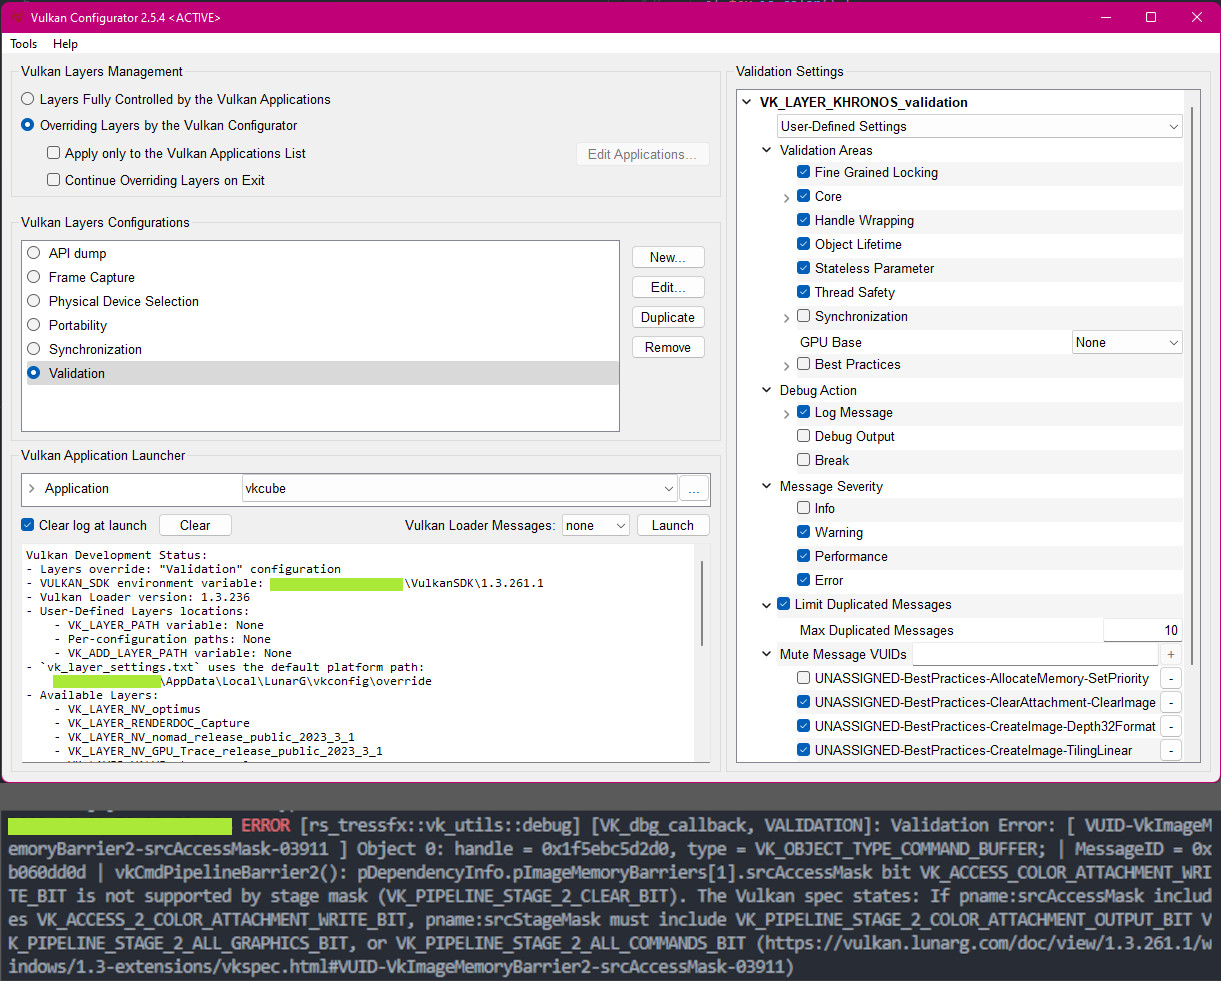 Vulkan Configurator 2.5.4 <ACTIVE>
Tools Help
Vulkan Layers Management
Layers Fully Controlled by the Vulkan Applications
Overriding Layers by the Vulkan Configurator
Apply only to the Vulkan Applications List
Edit Applications...
Continue Overriding Layers on Exit
Vulkan Layers Configurations
API dump
Frame Capture
Physical Device Selection
Portability
Synchronization
Validation
New...
Edit...
Duplicate
Remove
Vulkan Application Launcher
Application vkcube ...
Clear log at launch Clear Vulkan Loader Messages: none Launch
Vulkan Development Status:
- Layers override: "Validation" configuration
- VULKAN_SDK environment variable: \VulkanSDK\1.3.261.1
- Vulkan Loader version: 1.3.236
- User-Defined Layers locations:
- VK_LAYER_PATH variable: None
- Per-configuration paths: None
- VK_ADD_LAYER_PATH variable: None
- `vk_layer_settings.txt` uses the default platform path:
\AppData\Local\LunarG\vkconfig\override
- Available Layers:
- VK_LAYER_NV_optimus
- VK_LAYER_RENDERDOC_Capture
- VK_LAYER_NV_nomad_release_public_2023_3_1
- VK_LAYER_NV_GPU_Trace_release_public_2023_3_1
Validation Settings
VK_LAYER_KHRONOS_validation
User-Defined Settings
Validation Areas
Fine Grained Locking
Core
Handle Wrapping
Object Lifetime
Stateless Parameter
Thread Safety
Synchronization
GPU Base None
Best Practices
Debug Action
Log Message
Debug Output
Break
Message Severity
Info
Warning
Performance
Error
Limit Duplicated Messages
Max Duplicated Messages 10
Mute Message VUIDs +
UNASSIGNED-BestPractices-AllocateMemory-SetPriority -
UNASSIGNED-BestPractices-ClearAttachment-ClearImage -
UNASSIGNED-BestPractices-CreateImage-Depth32Format -
UNASSIGNED-BestPractices-CreateImage-TilingLinear -
ERROR [rs_tressfx::vk_utils::debug] [VK_dbg_callback, VALIDATION]: Validation Error: [ VUID-VkImageM
emoryBarrier2-srcAccessMask-03911 ] Object 0: handle = 0x1f5ebc5d2d0, type = VK_OBJECT_TYPE_COMMAND_BUFFER; | MessageID = 0x
b060dd0d | vkCmdPipelineBarrier2(): pDependencyInfo.pImageMemoryBarriers[1].srcAccessMask bit VK_ACCESS_COLOR_ATTACHMENT_WRI
TE_BIT is not supported by stage mask (VK_PIPELINE_STAGE_2_CLEAR_BIT). The Vulkan spec states: If pname:srcAccessMask includ
es VK_ACCESS_2_COLOR_ATTACHMENT_WRITE_BIT, pname:srcStageMask must include VK_PIPELINE_STAGE_2_COLOR_ATTACHMENT_OUTPUT_BIT V
K_PIPELINE_STAGE_2_ALL_GRAPHICS_BIT, or VK_PIPELINE_STAGE_2_ALL_COMMANDS_BIT (https://vulkan.lunarg.com/doc/view/1.3.261.1/w
indows/1.3-extensions/vkspec.html#VUID-VkImageMemoryBarrier2-srcAccessMask-03911)